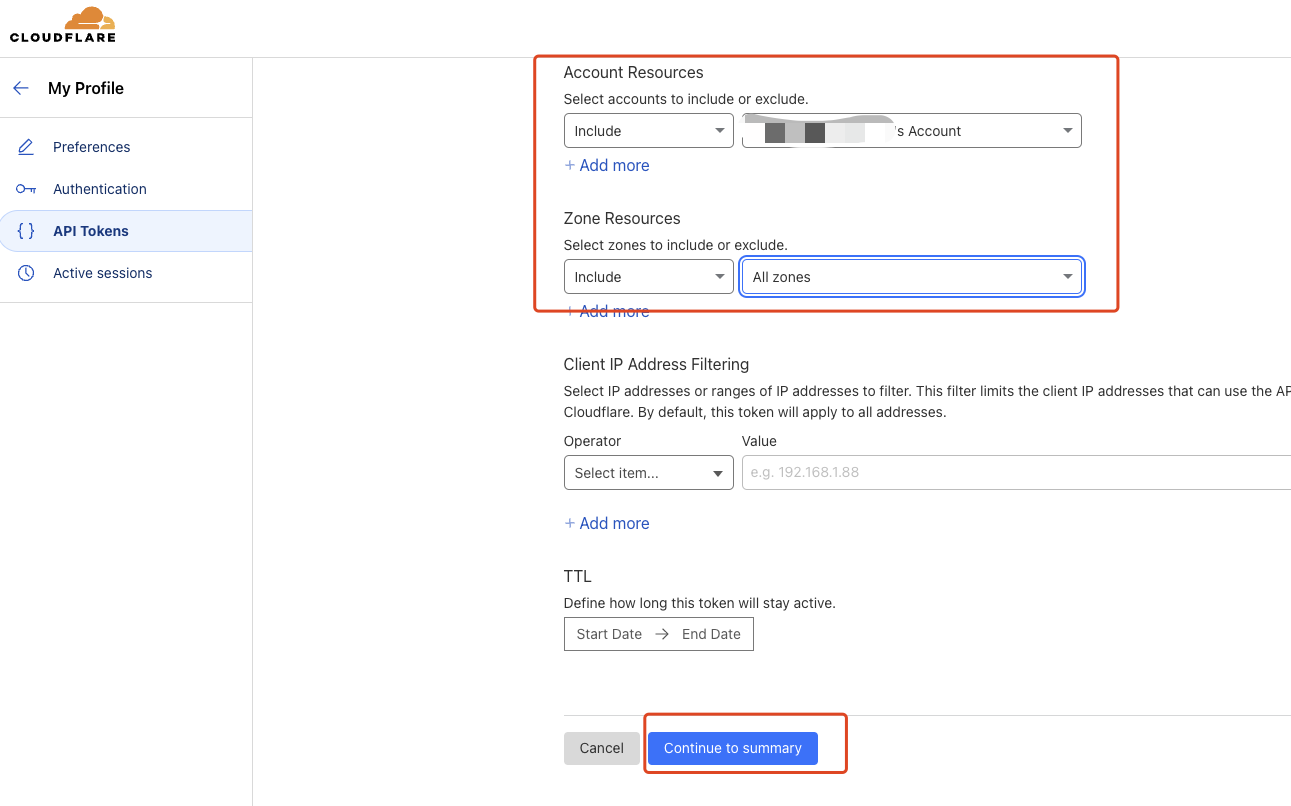 CLOUDFLARE
My Profile
Preferences
Authentication
{ } API Tokens
Active sessions
Account Resources
Select accounts to include or exclude.
Include 's Account
+ Add more
Zone Resources
Select zones to include or exclude.
Include All zones
+ Add more
Client IP Address Filtering
Select IP addresses or ranges of IP addresses to filter. This filter limits the client IP addresses that can use the AP
Cloudflare. By default, this token will apply to all addresses.
Operator Value
Select item... e.g. 192.168.1.88
+ Add more
TTL
Define how long this token will stay active.
Start Date → End Date
Cancel Continue to summary